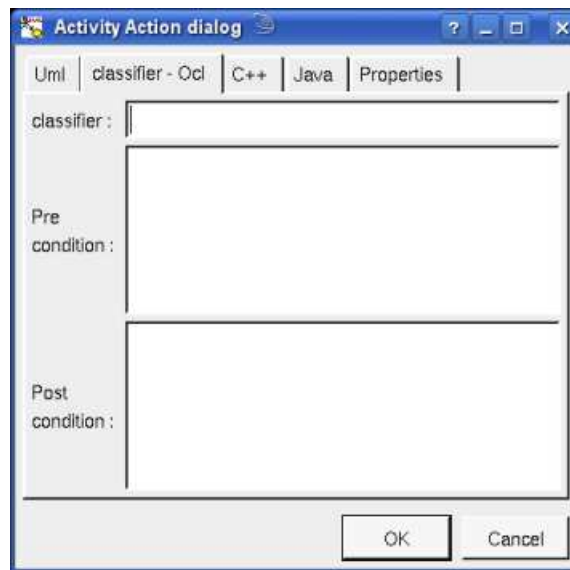 Activity Action dialog
Uml
classifier - Ocl
C++
Java
Properties
classifier :
Pre
condition :
Post
condition :
OK
Cancel